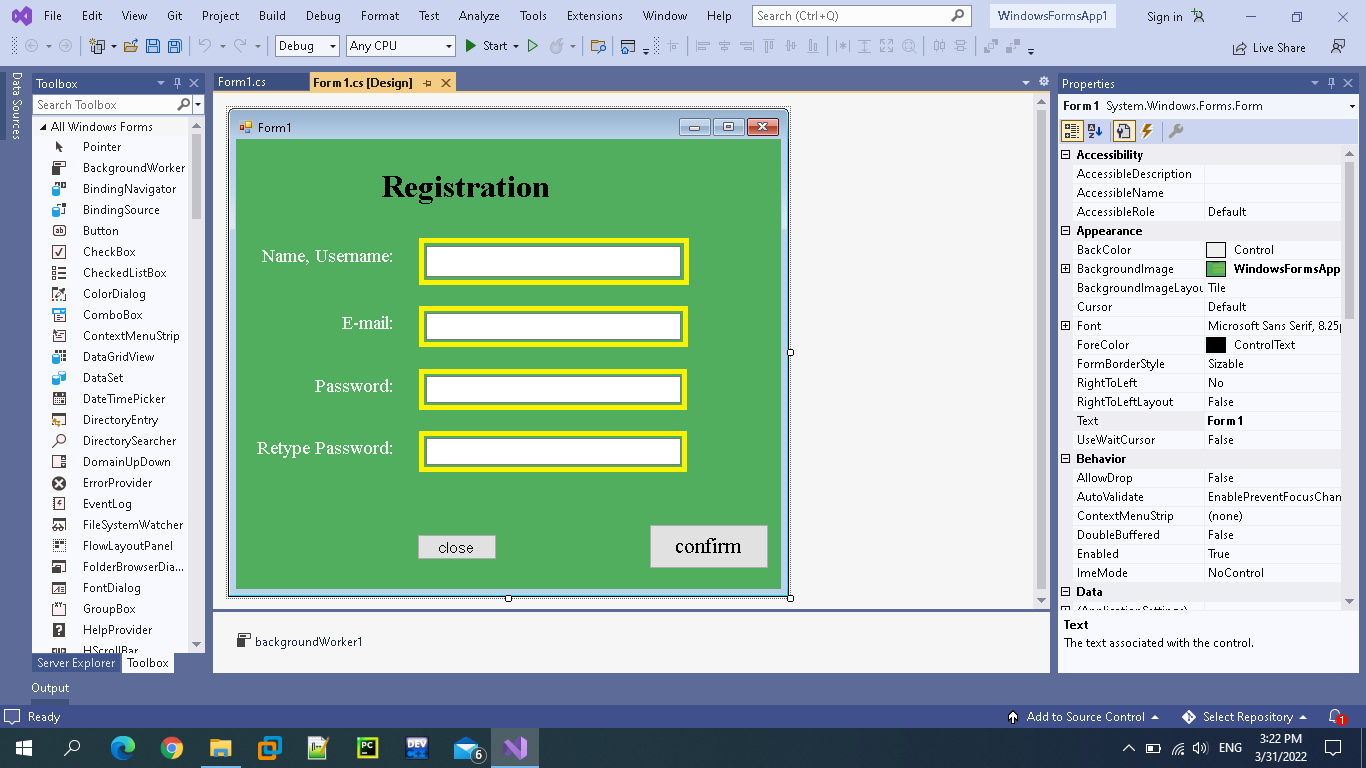 File Edit View Git Project Build Debug Format Test Analyze Tools Extensions Window Help Search (Ctrl+Q) WindowsFormsApp1 Sign in
Debug Any CPU Start Live Share
Data Sources
Toolbox
Search Toolbox
All Windows Forms
Pointer
BackgroundWorker
BindingNavigator
BindingSource
Button
CheckBox
CheckedListBox
ColorDialog
ComboBox
ContextMenuStrip
DataGridView
DataSet
DateTimePicker
DirectoryEntry
DirectorySearcher
DomainUpDown
ErrorProvider
EventLog
FileSystemWatcher
FlowLayoutPanel
FolderBrowserDia...
FontDialog
GroupBox
HelpProvider
HScrollBar
Server Explorer Toolbox
Output
Form1.cs Form1.cs [Design]
Form1
Registration
Name, Username:
E-mail:
Password:
Retype Password:
close confirm
backgroundWorker1
Properties
Form1 System.Windows.Forms.Form
Accessibility
AccessibleDescription
AccessibleName
AccessibleRole Default
Appearance
BackColor Control
BackgroundImage WindowsFormsApp
BackgroundImageLayou Tile
Cursor Default
Font Microsoft Sans Serif, 8.25p
ForeColor ControlText
FormBorderStyle Sizable
RightToLeft No
RightToLeftLayout False
Text Form1
UseWaitCursor False
Behavior
AllowDrop False
AutoValidate EnablePreventFocusChan
ContextMenuStrip (none)
DoubleBuffered False
Enabled True
ImeMode NoControl
Data
(ApplicationSettings)
Text
The text associated with the control.
Ready Add to Source Control Select Repository 1
PC DEV C++ 6 ENG 3:22 PM
3/31/2022